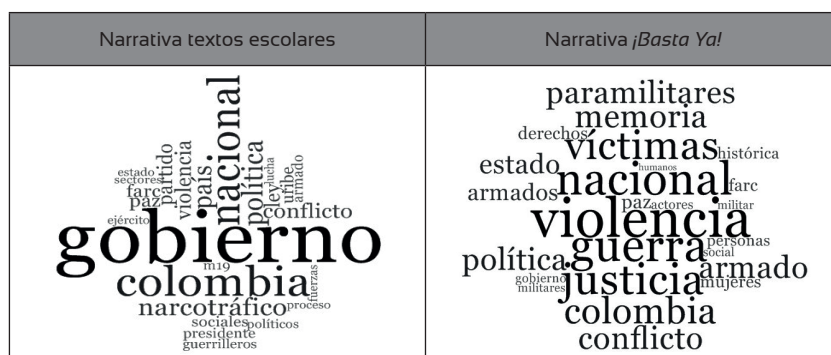 Narrativa textos escolares
nacional
partido
violencia
país
política
ley
lucha
uribe
armado
estado
sectores
farc
paz
conflicto
ejército
gobierno
m19
colombia
fuerzas
narcotráfico
proceso
sociales
políticos
presidente
guerrilleros
Narrativa ¡Basta Ya!
paramilitares
memoria
derechos
víctimas
histórica
estado
humanos
nacional
farc
armados
paz
actores
militar
violencia
guerra
personas
social
política
armado
gobierno
justicia
mujeres
militares
colombia
conflicto